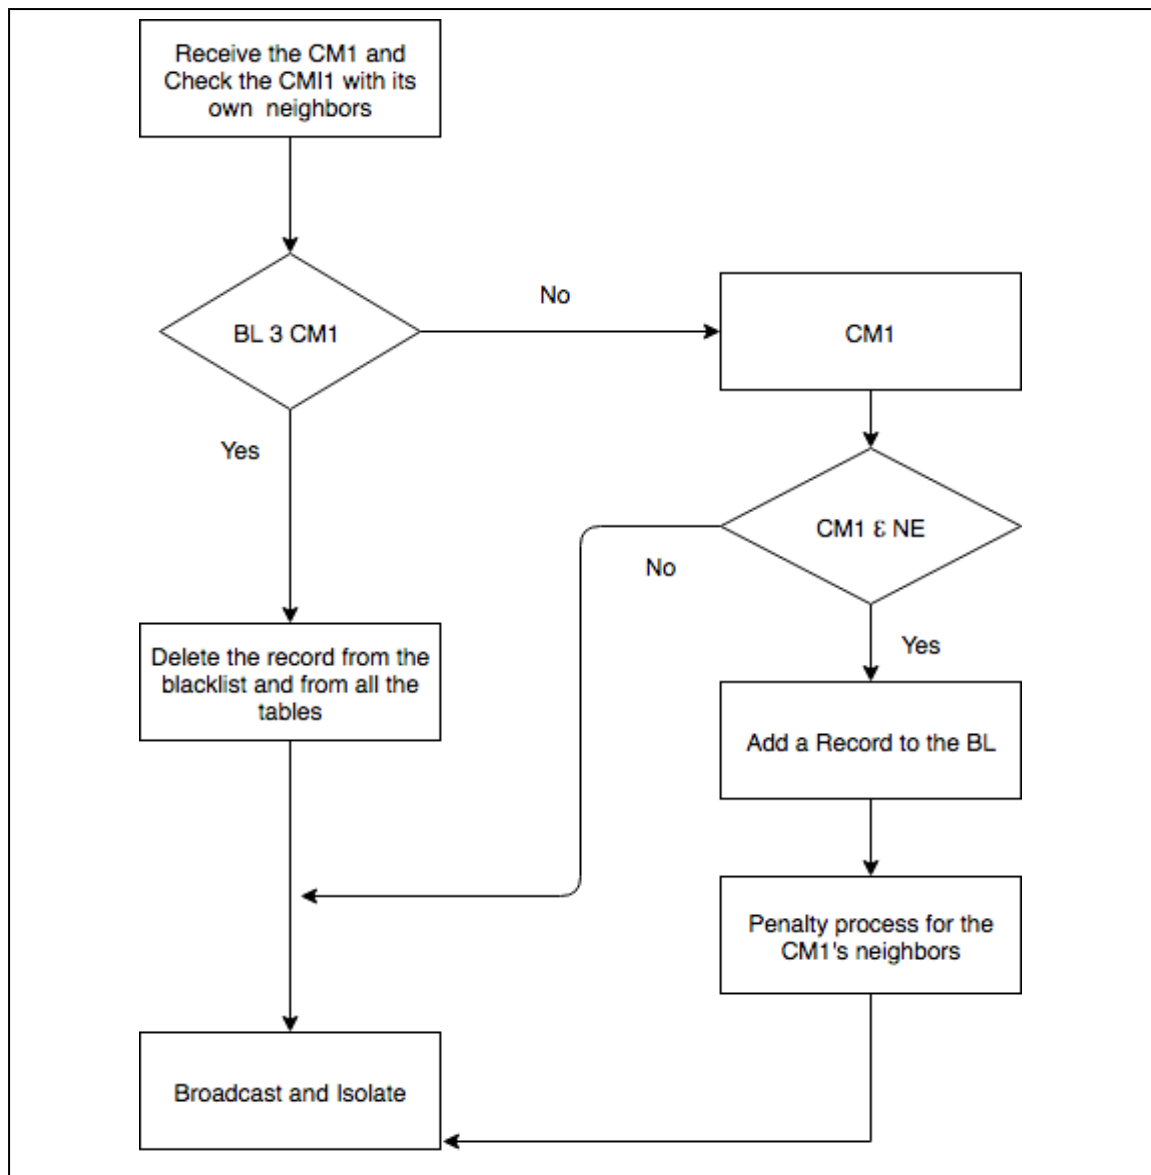 Receive the CM1 and
Check the CMI1 with its
own neighbors
BL 3 CM1
No
CM1
Yes
CM1 ε NE
No
Yes
Delete the record from the
blacklist and from all the
tables
Add a Record to the BL
Penalty process for the
CM1's neighbors
Broadcast and Isolate